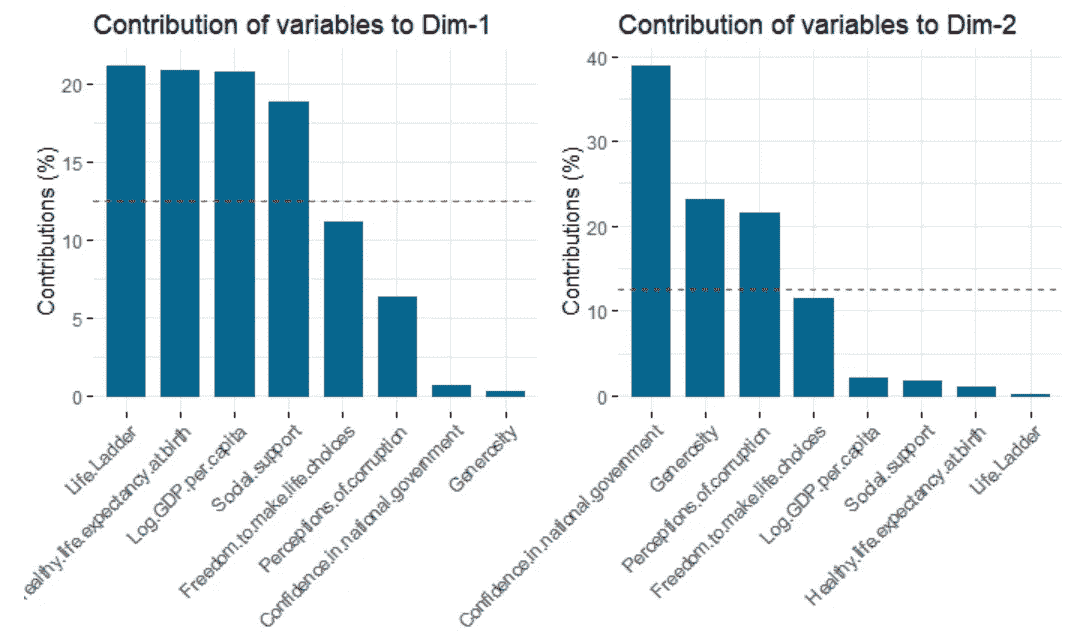 Contribution of variables to Dim-1
Contributions (%)
20
15
10
5
0
Life.Ladder
ealthy.life.expectancy.at.birth
Log.GDP.per.capita
Social.support
Freedom.to.make.life.choices
Perceptions.of.corruption
Confidence.in.national.government
Generosity
Contribution of variables to Dim-2
Contributions (%)
40
30
20
10
0
Confidence.in.national.government
Generosity
Perceptions.of.corruption
Freedom.to.make.life.choices
Log.GDP.per.capita
Social.support
Healthy.life.expectancy.at.birth
Life.Ladder